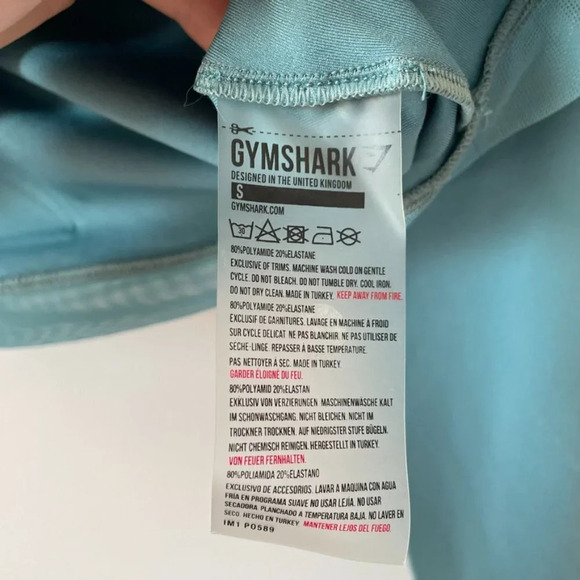 GYMSHARK
DESIGNED IN THE UNITED KINGDOM
S
GYMSHARK.COM
30
80%POLYAMIDE 20%ELASTANE
EXCLUSIVE OF TRIMS. MACHINE WASH COLD ON GENTLE
CYCLE. DO NOT BLEACH. DO NOT TUMBLE DRY. COOL IRON.
DO NOT DRY CLEAN. MADE IN TURKEY. KEEP AWAY FROM FIRE.
80%POLYAMIDE 20%ELASTANE
EXCLUSIF DE GARNITURES. LAVAGE EN MACHINE À FROID
SUR CYCLE DELICAT NE PAS BLANCHIR. NE PAS UTILISER DE
SECHE-LINGE. REPASSER À BASSE TEMPERATURE.
PAS NETTOYER À SEC. MADE IN TURKEY.
GARDER ÉLOIGNÉ DU FEU.
80%POLYAMID 20%ELASTAN
EXKLUSIV VON VERZIERUNGEN. MASCHINENWÄSCHE KALT
IM SCHONWASCHGANG. NICHT BLEICHEN. NICHT IM
TROCKNER TROCKNEN. AUF NIEDRIGSTER STUFE BÜGELN.
NICHT CHEMISCH REINIGEN. HERGESTELLT IN TURKEY.
VON FEUER FERNHALTEN.
80%POLIAMIDA 20%ELASTANO
EXCLUSIVO DE ACCESORIOS. LAVAR A MAQUINA CON AGUA
FRÍA EN PROGRAMA SUAVE NO USAR LEJIA. NO USAR
SECADORA. PLANCHADO A TEMPERATURA BAJA. NO LAVER EN
SECO. HECHO EN TURKEY MANTENER LEJOS DEL FUEGO.
IM1 P0589